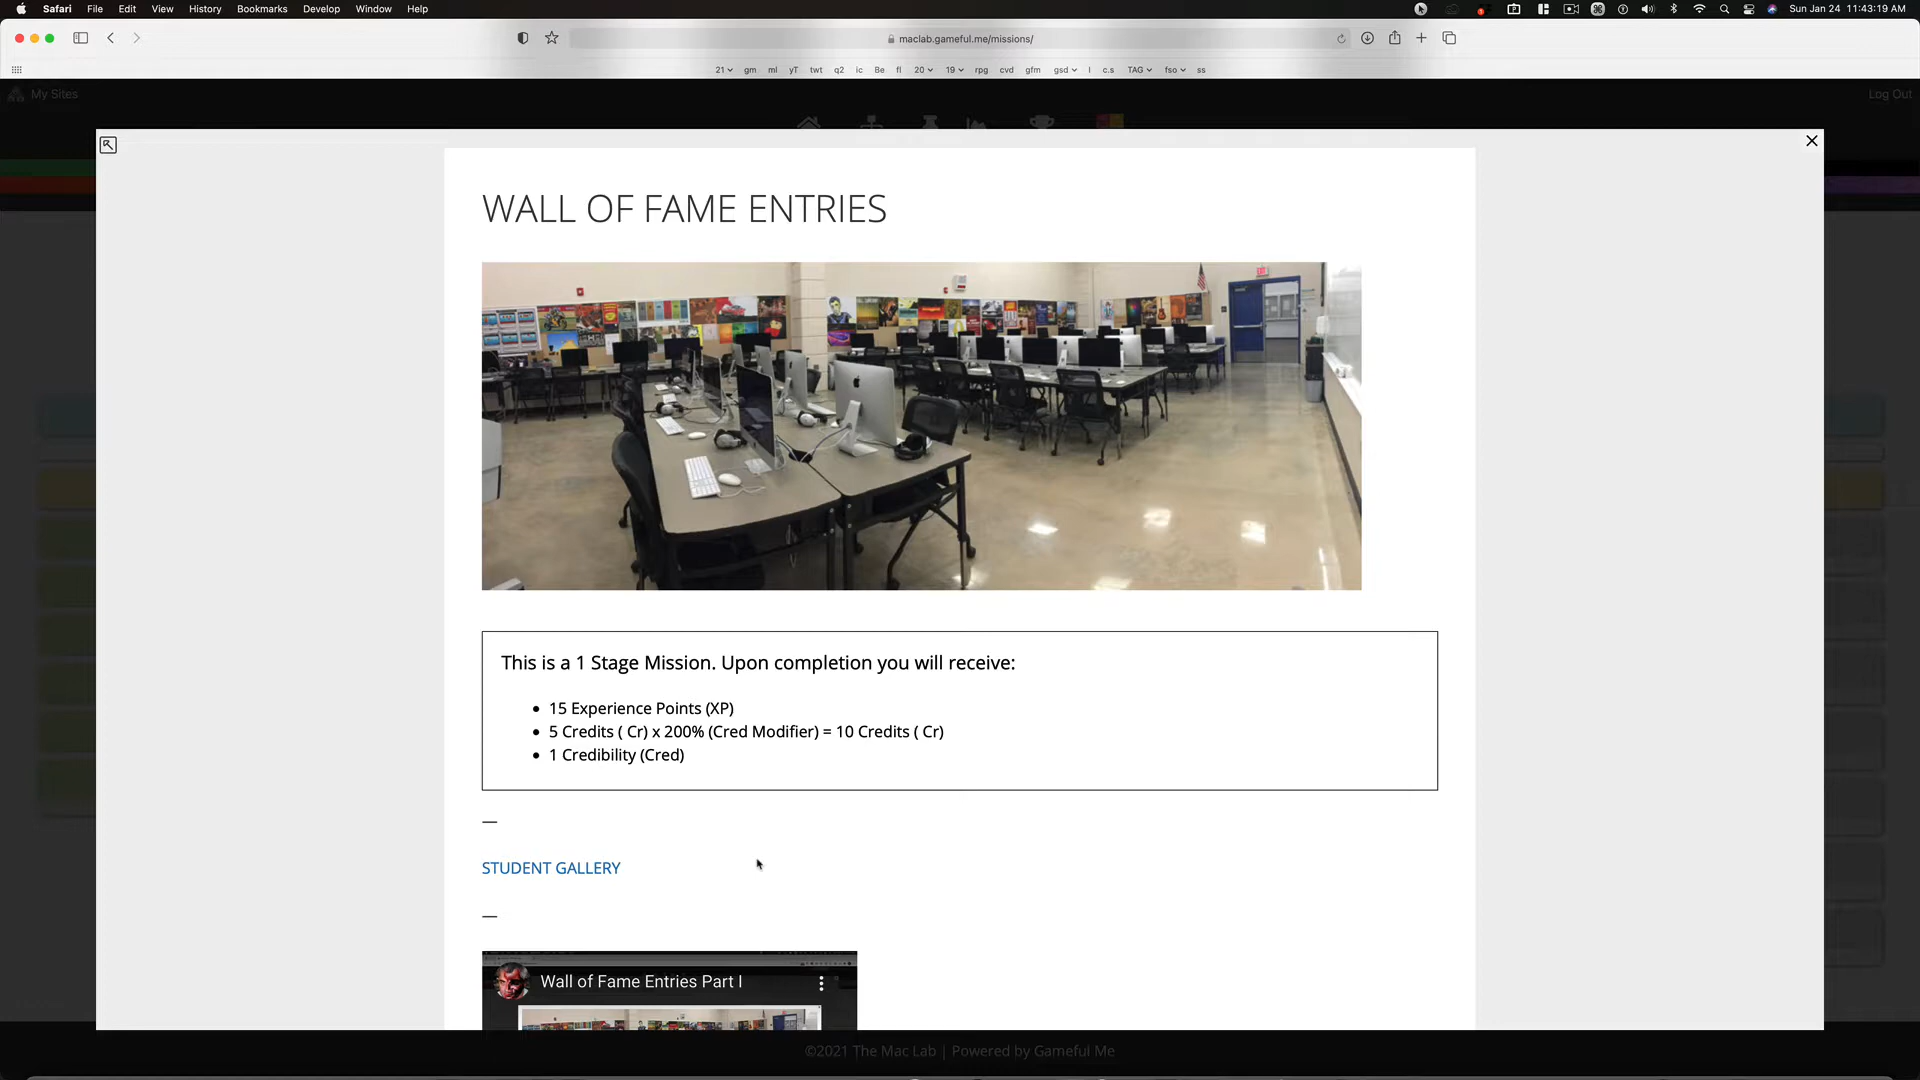 Safari File Edit View History Bookmarks Develop Window Help Sun Jan 24 11:43:19 AM
maclab.gameful.me/missions/
21 gm ml yT twt q2 ic Be fl 20 19 rpg cvd gfm gsd l c.s TAG fso ss
My Sites Log Out
WALL OF FAME ENTRIES
This is a 1 Stage Mission. Upon completion you will receive:
• 15 Experience Points (XP)
• 5 Credits ( Cr) x 200% (Cred Modifier) = 10 Credits ( Cr)
• 1 Credibility (Cred)
—
STUDENT GALLERY
—
Wall of Fame Entries Part I
©2021 The Mac Lab | Powered by Gameful Me